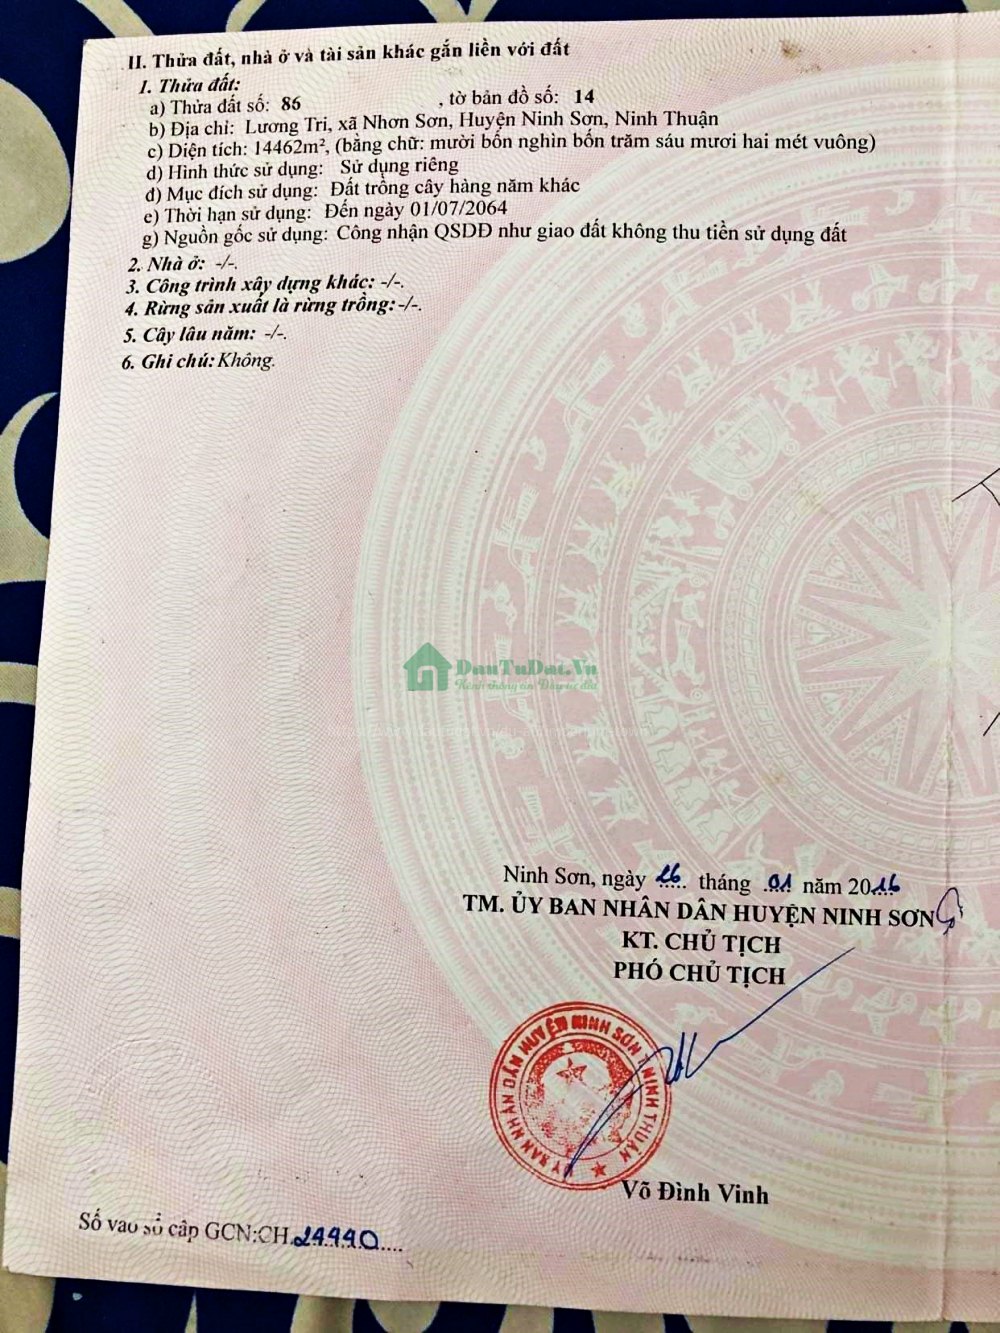 II. Thửa đất, nhà ở và tài sản khác gắn liền với đất
1. Thửa đất:
a) Thửa đất số: 86 , tờ bản đồ số: 14
b) Địa chỉ: Lương Tri, xã Nhơn Sơn, Huyện Ninh Sơn, Ninh Thuận
c) Diện tích: 14462m², (bằng chữ: mười bốn nghìn bốn trăm sáu mươi hai mét vuông)
d) Hình thức sử dụng: Sử dụng riêng
đ) Mục đích sử dụng: Đất trồng cây hàng năm khác
e) Thời hạn sử dụng: Đến ngày 01/07/2064
g) Nguồn gốc sử dụng: Công nhận QSDĐ như giao đất không thu tiền sử dụng đất
2. Nhà ở: -/-.
3. Công trình xây dựng khác: -/-.
4. Rừng sản xuất là rừng trồng: -/-.
5. Cây lâu năm: -/-.
6. Ghi chú: Không.
DauTuDat.Vn
Kênh thông tin Đầu tư đất
Ninh Sơn, ngày 26 tháng 01 năm 2016
TM. ỦY BAN NHÂN DÂN HUYỆN NINH SƠN
KT. CHỦ TỊCH
PHÓ CHỦ TỊCH
ỦY BAN NHÂN DÂN HUYỆN NINH SƠN T. NINH THUẬN
Võ Đình Vinh
Số vào sổ cấp GCN:CH